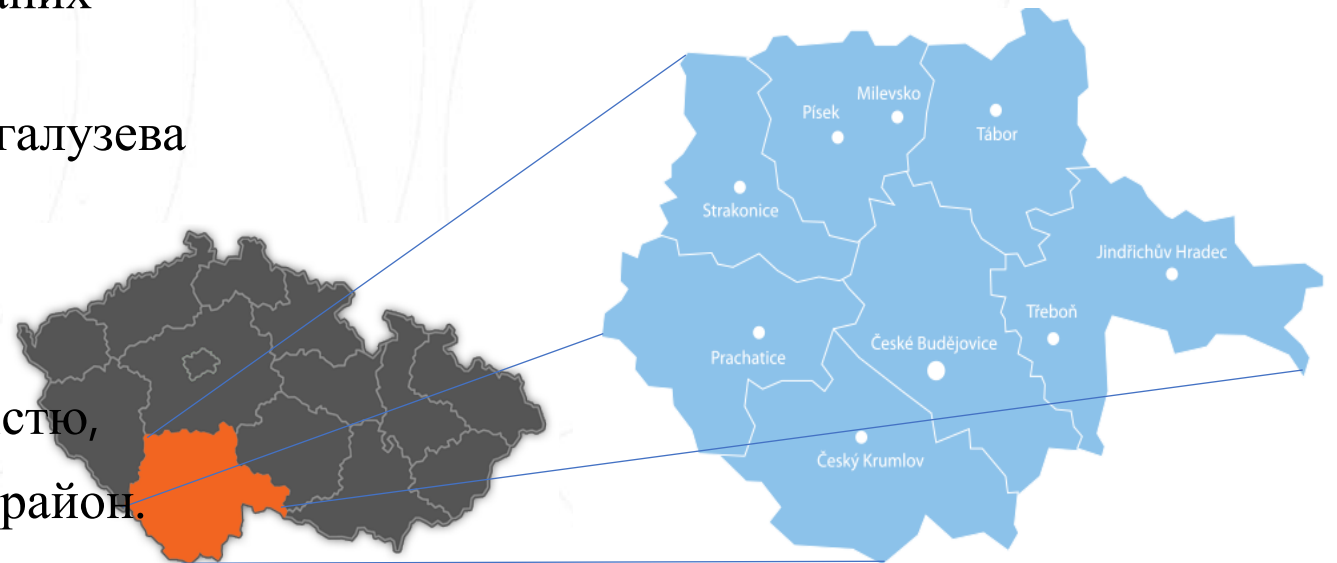 галузева
стю,
район.
Milevsko
Písek
Tábor
Strakonice
Jindřichův Hradec
Třeboň
České Budějovice
Prachatice
Český Krumlov